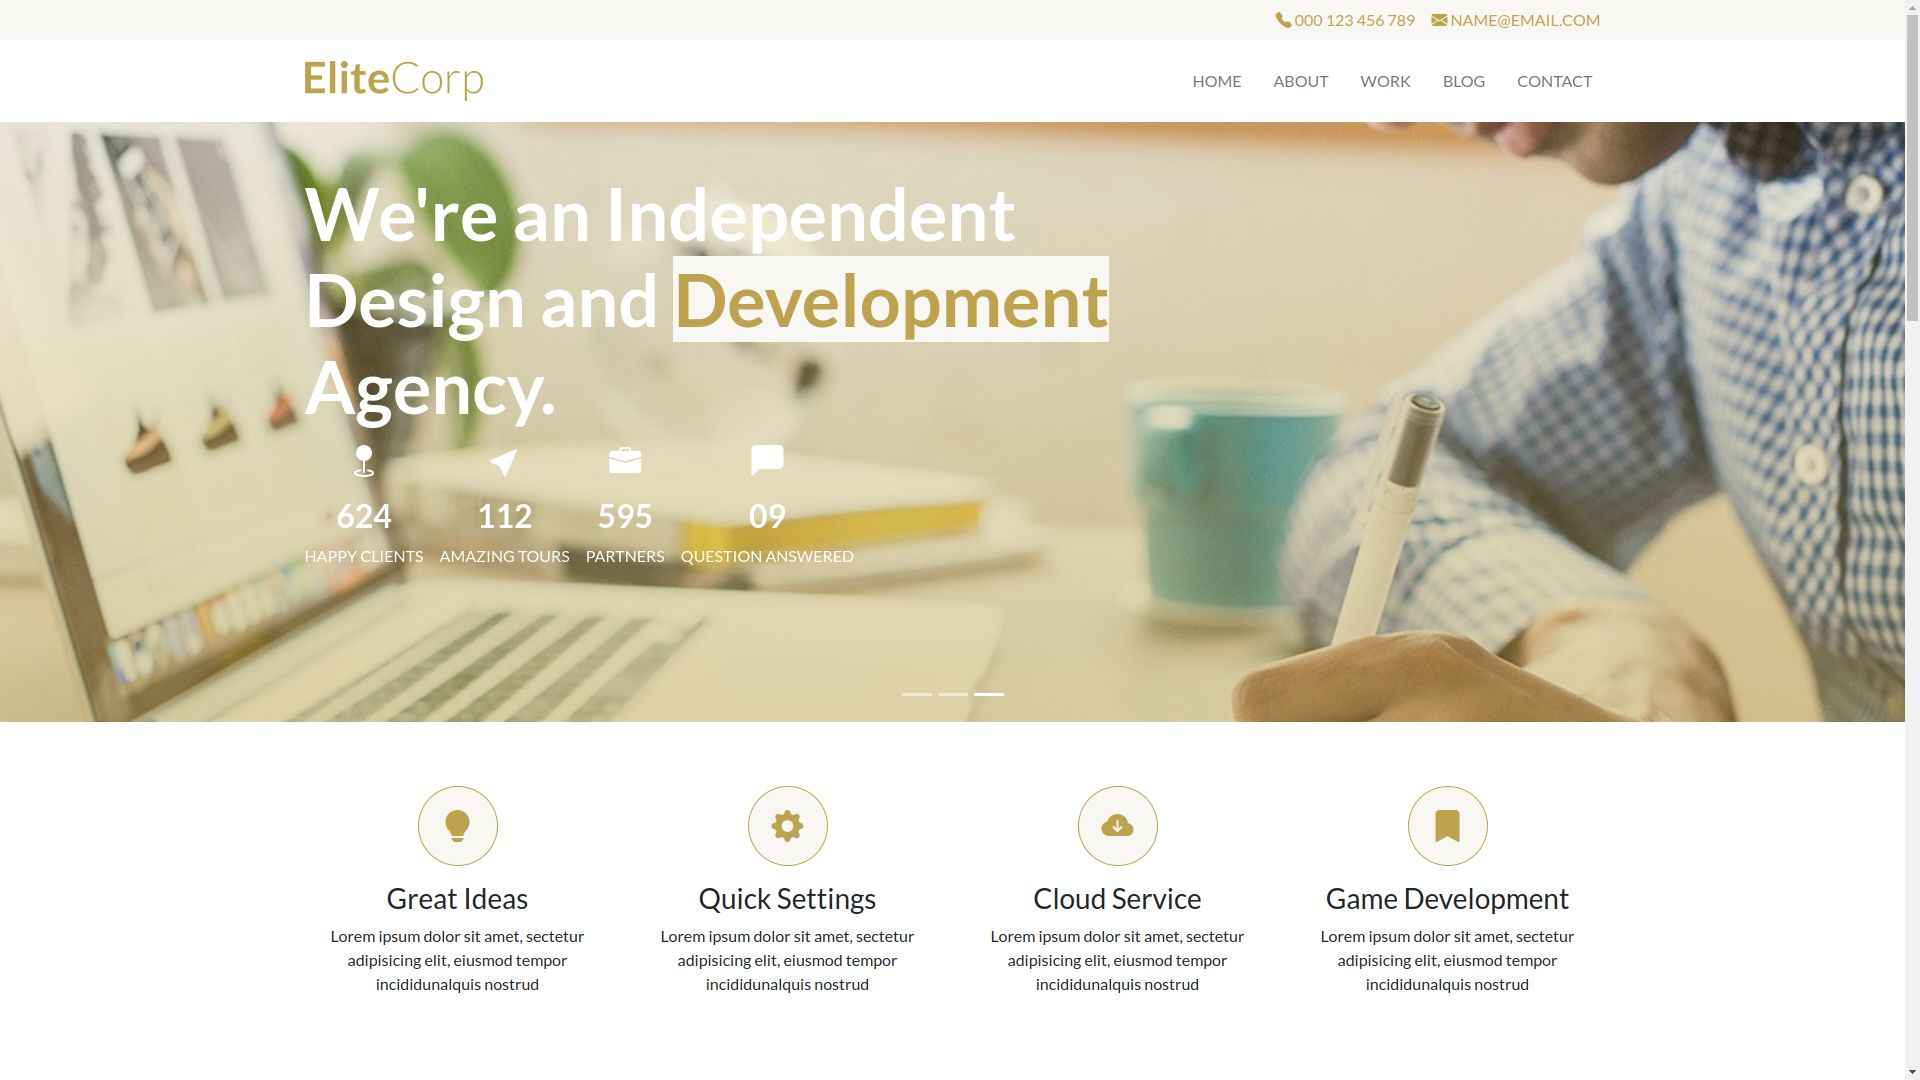 000 123 456 789 NAME@EMAIL.COM
EliteCorp
HOME ABOUT WORK BLOG CONTACT
We're an Independent
Design and Development
Agency.
624 112 595 09
HAPPY CLIENTS AMAZING TOURS PARTNERS QUESTION ANSWERED
Great Ideas
Lorem ipsum dolor sit amet, sectetur
adipisicing elit, eiusmod tempor
incididunalquis nostrud
Quick Settings
Lorem ipsum dolor sit amet, sectetur
adipisicing elit, eiusmod tempor
incididunalquis nostrud
Cloud Service
Lorem ipsum dolor sit amet, sectetur
adipisicing elit, eiusmod tempor
incididunalquis nostrud
Game Development
Lorem ipsum dolor sit amet, sectetur
adipisicing elit, eiusmod tempor
incididunalquis nostrud